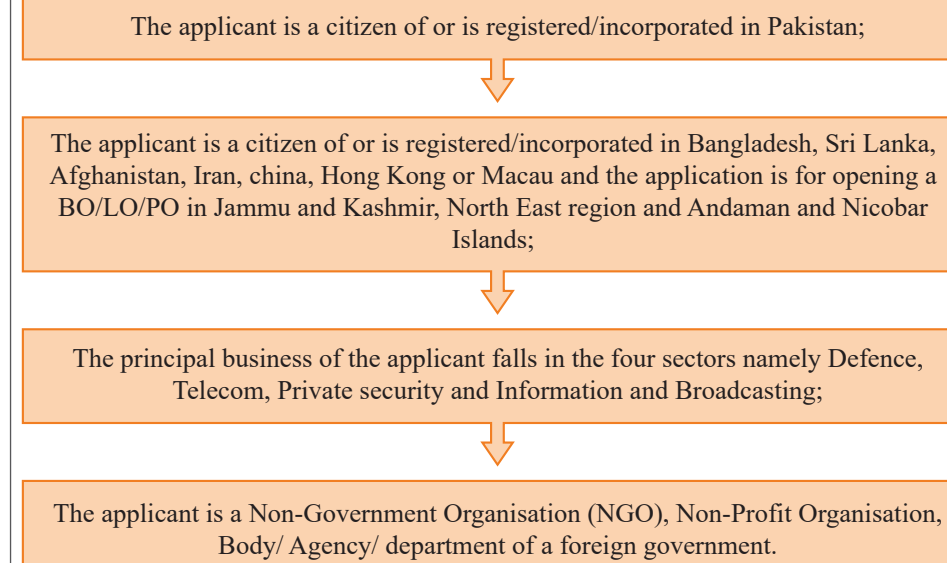 The applicant is a citizen of or is registered/incorporated in Pakistan;
The applicant is a citizen of or is registered/incorporated in Bangladesh, Sri Lanka,
Afghanistan, Iran, china, Hong Kong or Macau and the application is for opening a
BO/LO/PO in Jammu and Kashmir, North East region and Andaman and Nicobar
Islands;
The principal business of the applicant falls in the four sectors namely Defence,
Telecom, Private security and Information and Broadcasting;
The applicant is a Non-Government Organisation (NGO), Non-Profit Organisation,
Body/ Agency/ department of a foreign government.